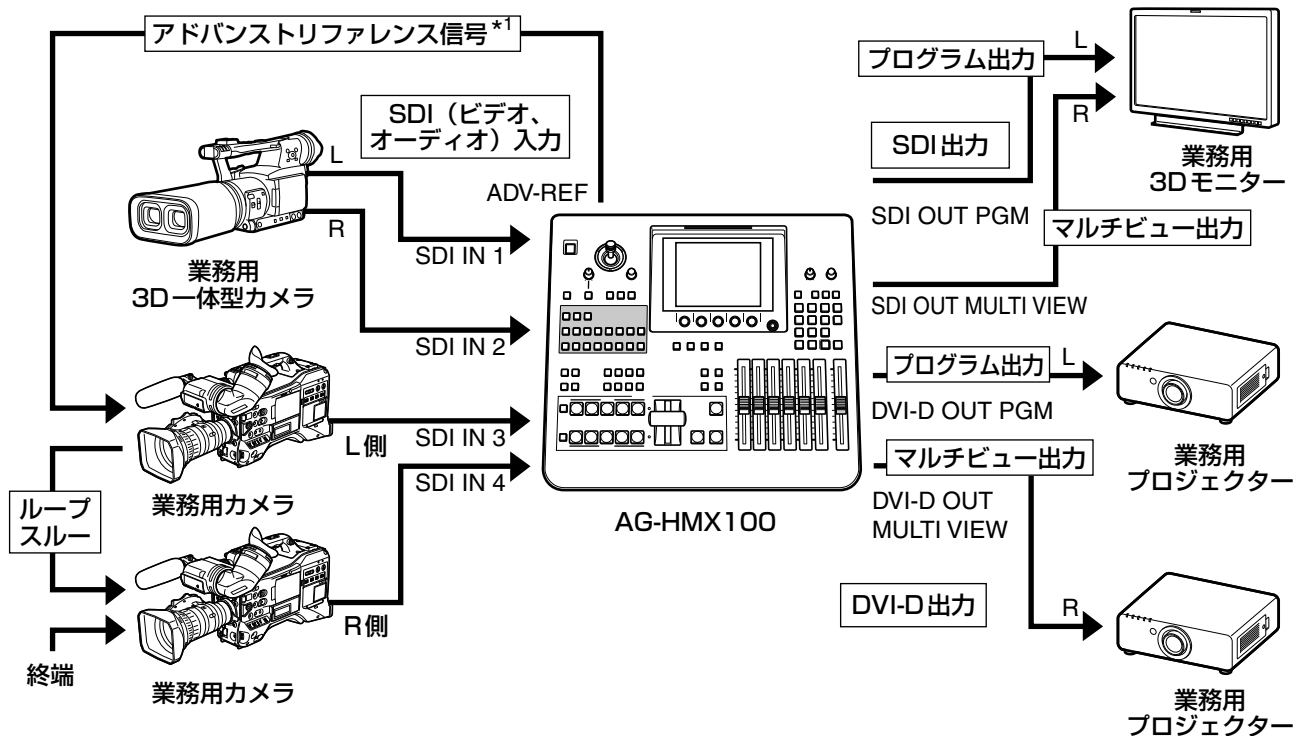 アドバンストリファレンス信号*1
SDI（ビデオ、
オーディオ）入力
ADV-REF
L
R
SDI IN 1
SDI IN 2
業務用
3D一体型カメラ
L側
SDI IN 3
SDI IN 4
業務用カメラ
ループ
スルー
R側
終端
業務用カメラ
AG-HMX100
プログラム出力
L
R
SDI出力
SDI OUT PGM
業務用
3Dモニター
マルチビュー出力
SDI OUT MULTI VIEW
プログラム出力
L
DVI-D OUT PGM
業務用
プロジェクター
マルチビュー出力
DVI-D OUT
MULTI VIEW
DVI-D出力
R
業務用
プロジェクター